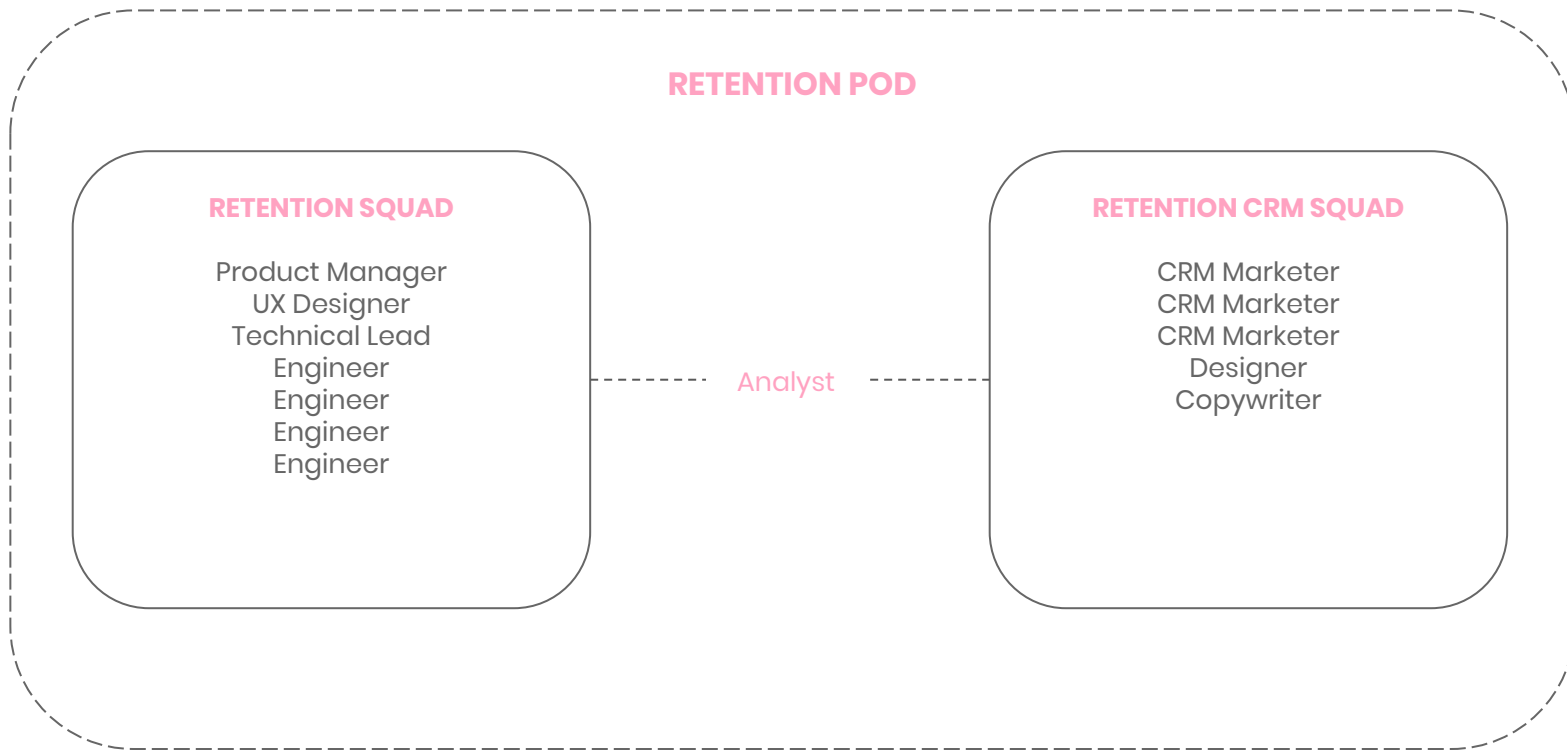 RETENTION POD
RETENTION SQUAD
Product Manager
UX Designer
Technical Lead
Engineer
Engineer
Engineer
Engineer
Analyst
RETENTION CRM SQUAD
CRM Marketer
CRM Marketer
CRM Marketer
Designer
Copywriter